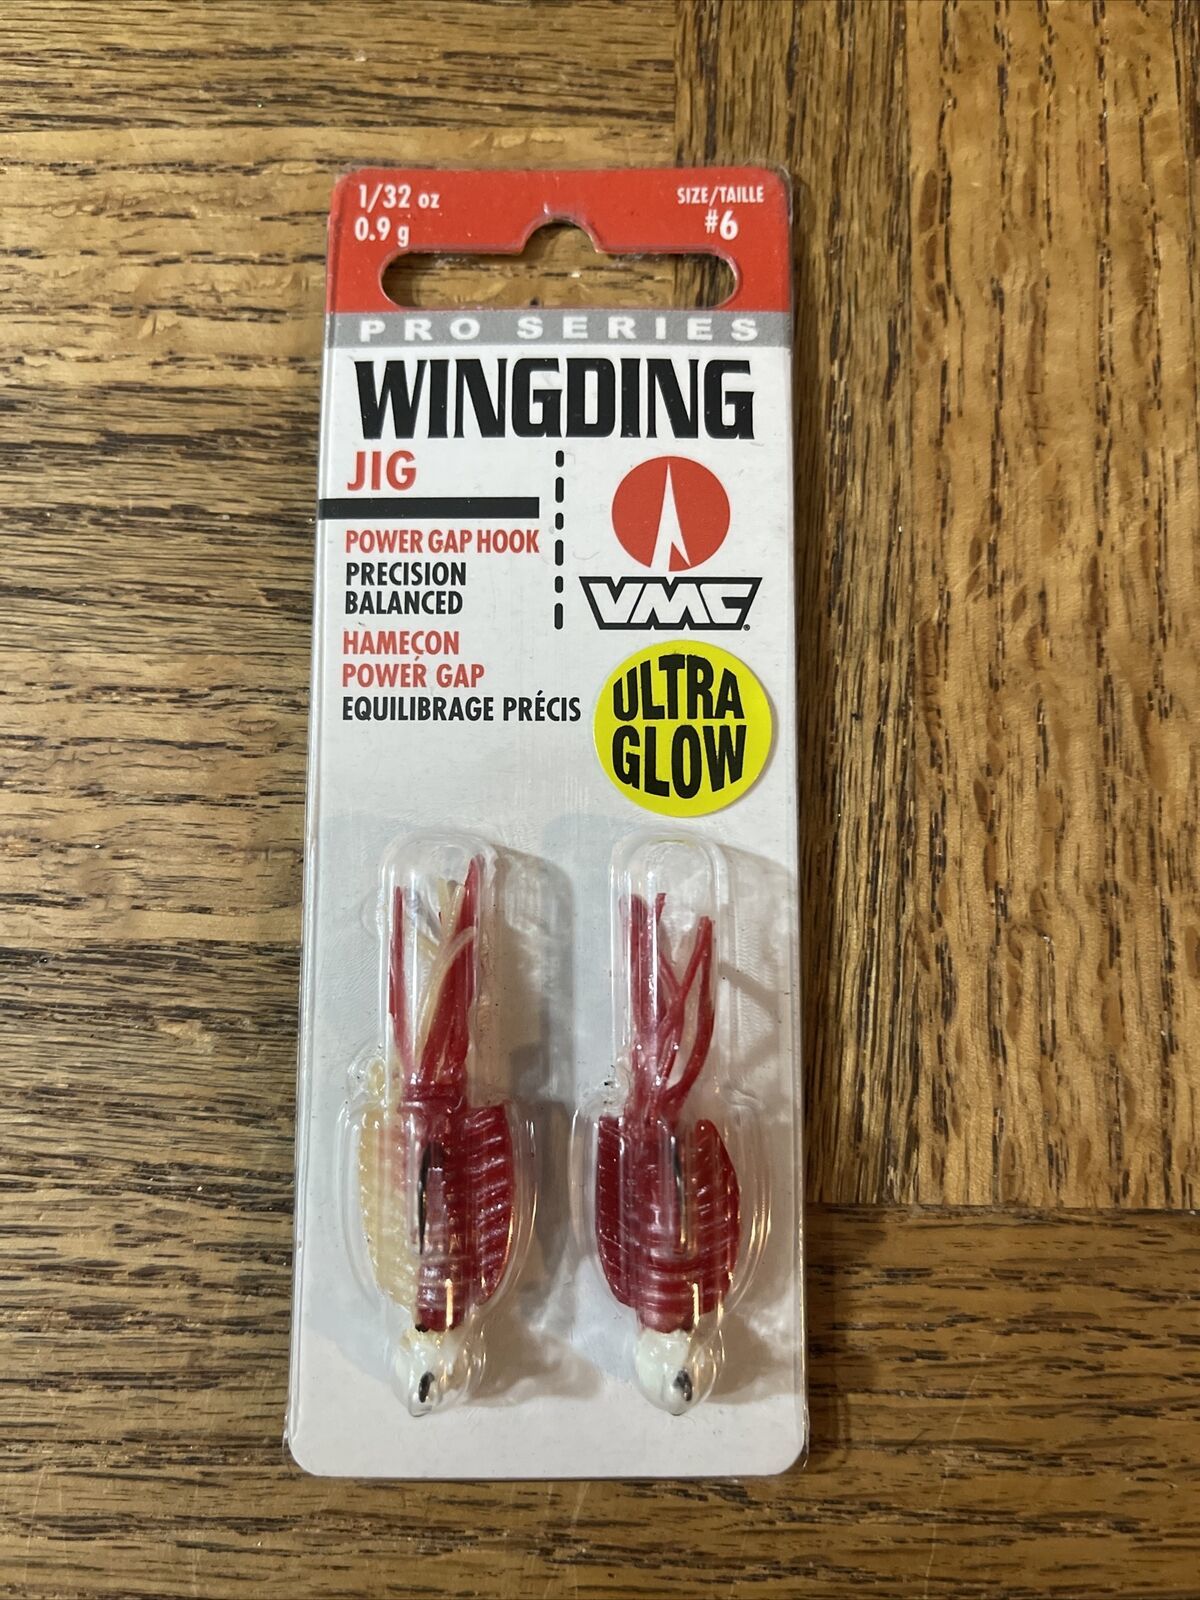 1/32 oz
0.9 g
SIZE/TAILLE
#6
PRO SERIES
WINGDING
JIG
POWER GAP HOOK
PRECISION
BALANCED
HAMEÇON
POWER GAP
EQUILIBRAGE PRÉCIS
VMC®
ULTRA
GLOW